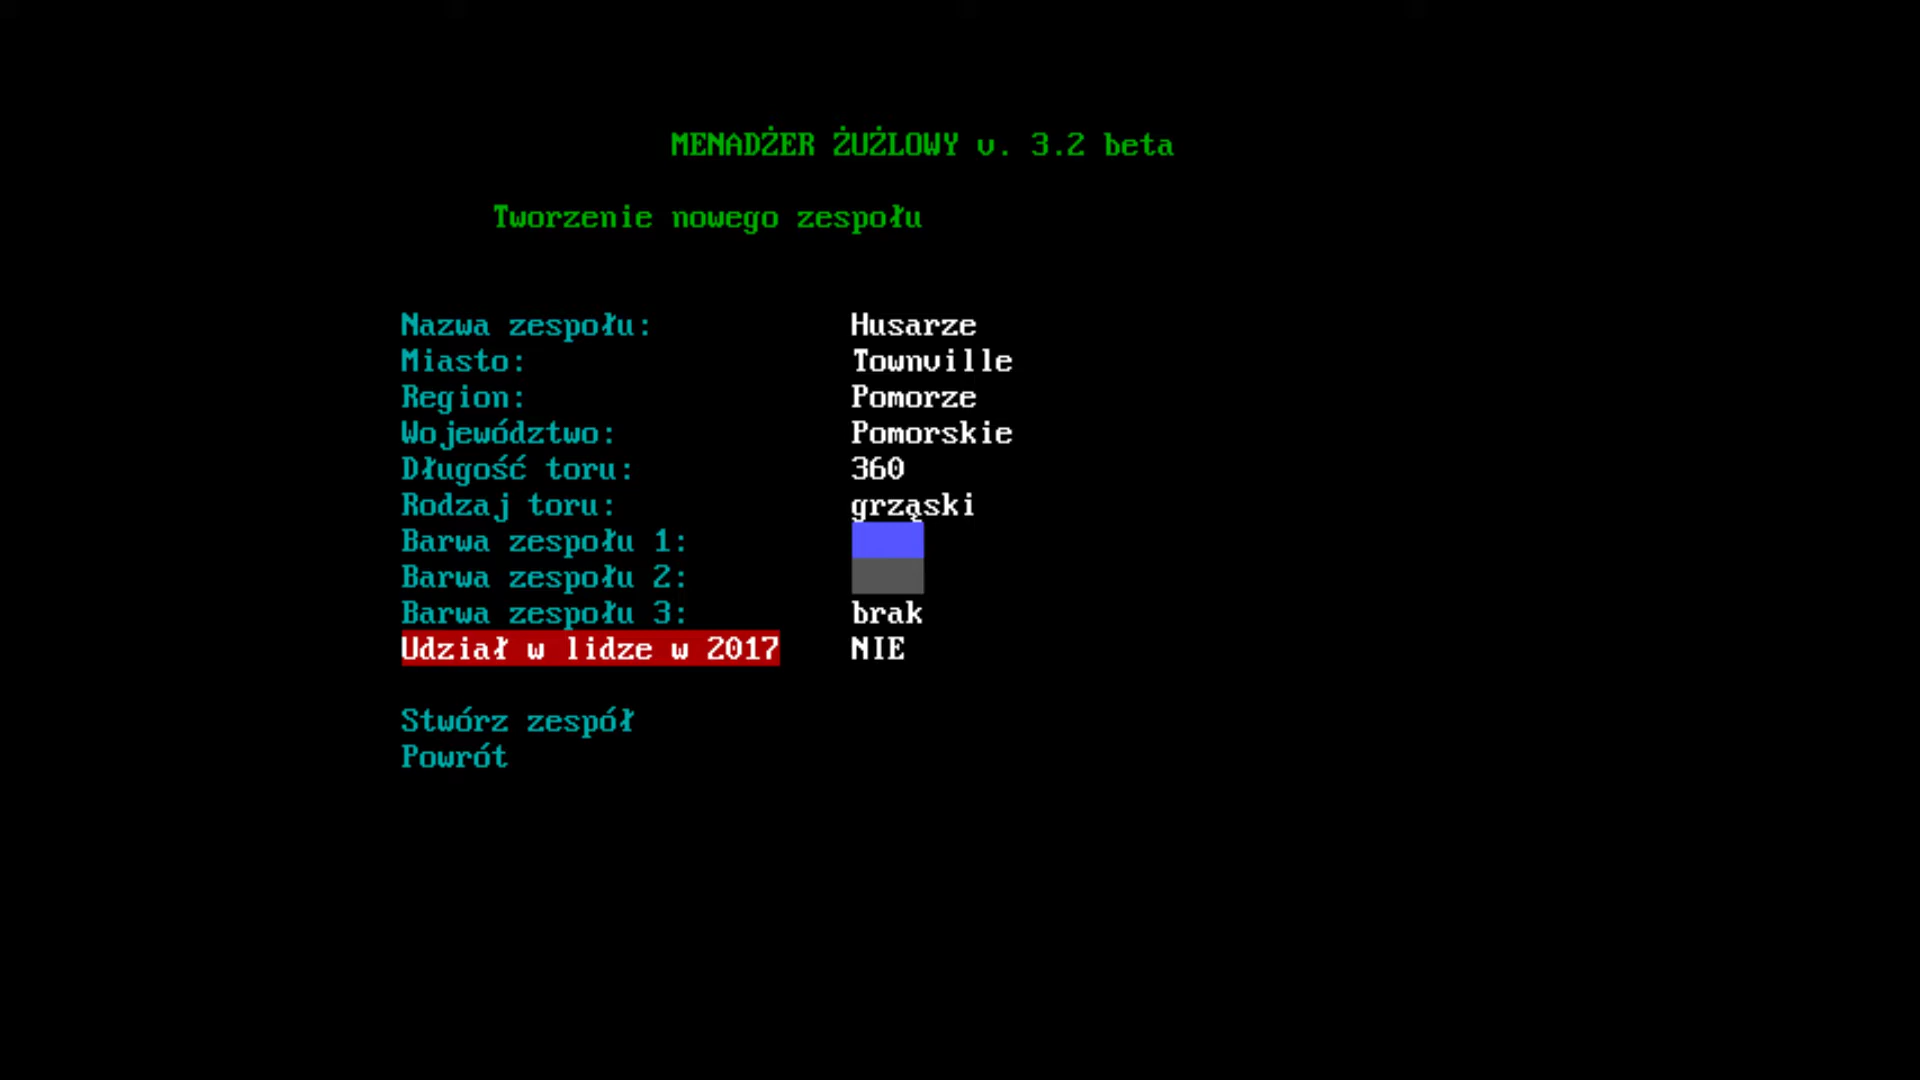 MENADŻER ŻUŻLOWY v. 3.2 beta
Tworzenie nowego zespołu
Nazwa zespołu: Husarze
Miasto: Townville
Region: Pomorze
Województwo: Pomorskie
Długość toru: 360
Rodzaj toru: grząski
Barwa zespołu 1:
Barwa zespołu 2:
Barwa zespołu 3: brak
Udział w lidze w 2017 NIE
Stwórz zespół
Powrót